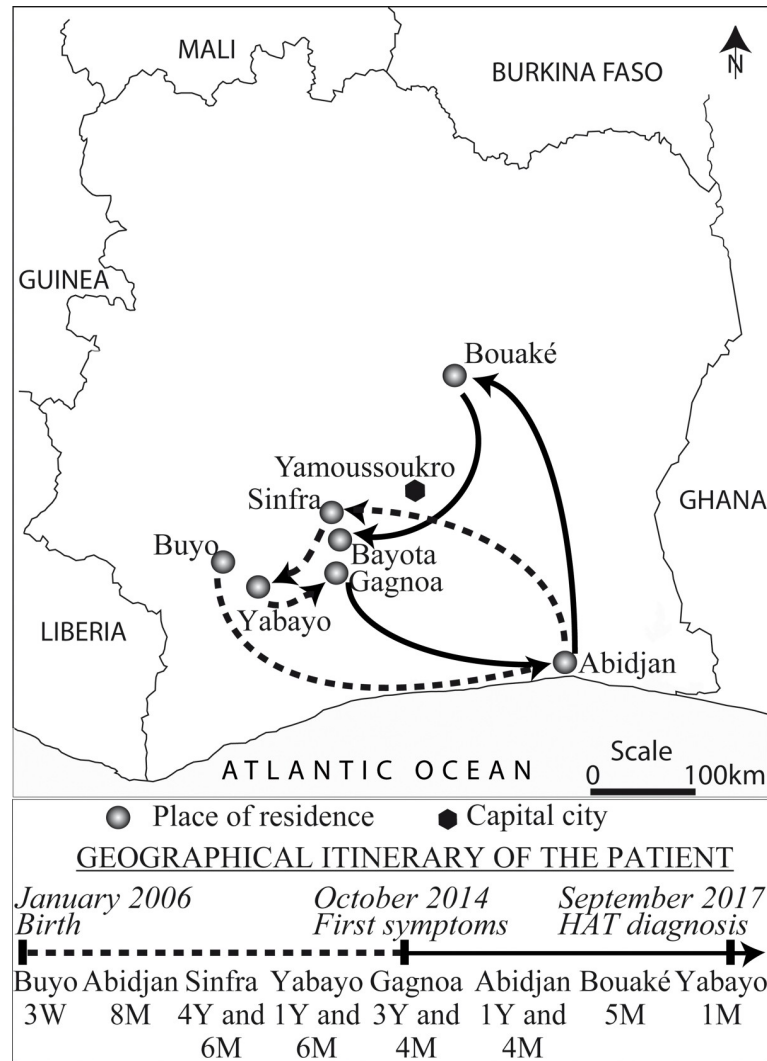 MALI
BURKINA FASO
N
GUINEA
Bouaké
Yamoussoukro
Sinfra
GHANA
Buyo
Bayota
Gagnoa
Yabayo
LIBERIA
Abidjan
Scale
ATLANTIC OCEAN
0 100km
Place of residence Capital city
GEOGRAPHICAL ITINERARY OF THE PATIENT
January 2006 October 2014 September 2017
Birth First symptoms HAT diagnosis
Buyo Abidjan Sinfra Yabayo Gagnoa Abidjan Bouaké Yabayo
3W 8M 4Y and 1Y and 3Y and 1Y and 5M 1M
6M 6M 4M 4M